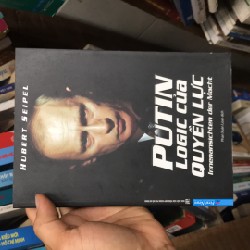 HUBERT SEIPEL
PUTIN
LOGIC CỦA
QUYỀN LỰC
Innenansichten der Macht